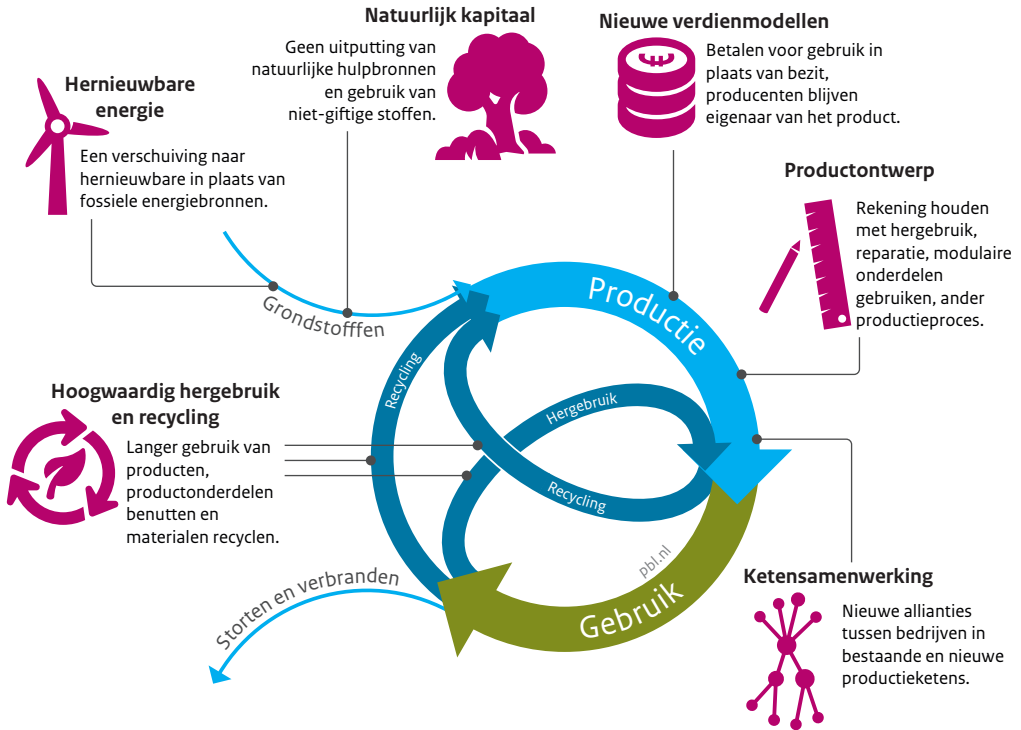 Natuurlijk kapitaal
Geen uitputting van
natuurlijke hulpbronnen
en gebruik van
niet-giftige stoffen.
Nieuwe verdienmodellen
Betalen voor gebruik in
plaats van bezit,
producenten blijven
eigenaar van het product.
Hernieuwbare
energie
Een verschuiving naar
hernieuwbare in plaats van
fossiele energiebronnen.
Productontwerp
Rekening houden
met hergebruik,
reparatie, modulaire
onderdelen
gebruiken, ander
productieproces.
Grondstofffen
Productie
Recycling
Hergebruik
Recycling
Hoogwaardig hergebruik
en recycling
Langer gebruik van
producten,
productonderdelen
benutten en
materialen recyclen.
Storten en verbranden
Gebruik
pbl.nl
Ketensamenwerking
Nieuwe allianties
tussen bedrijven in
bestaande en nieuwe
productieketens.